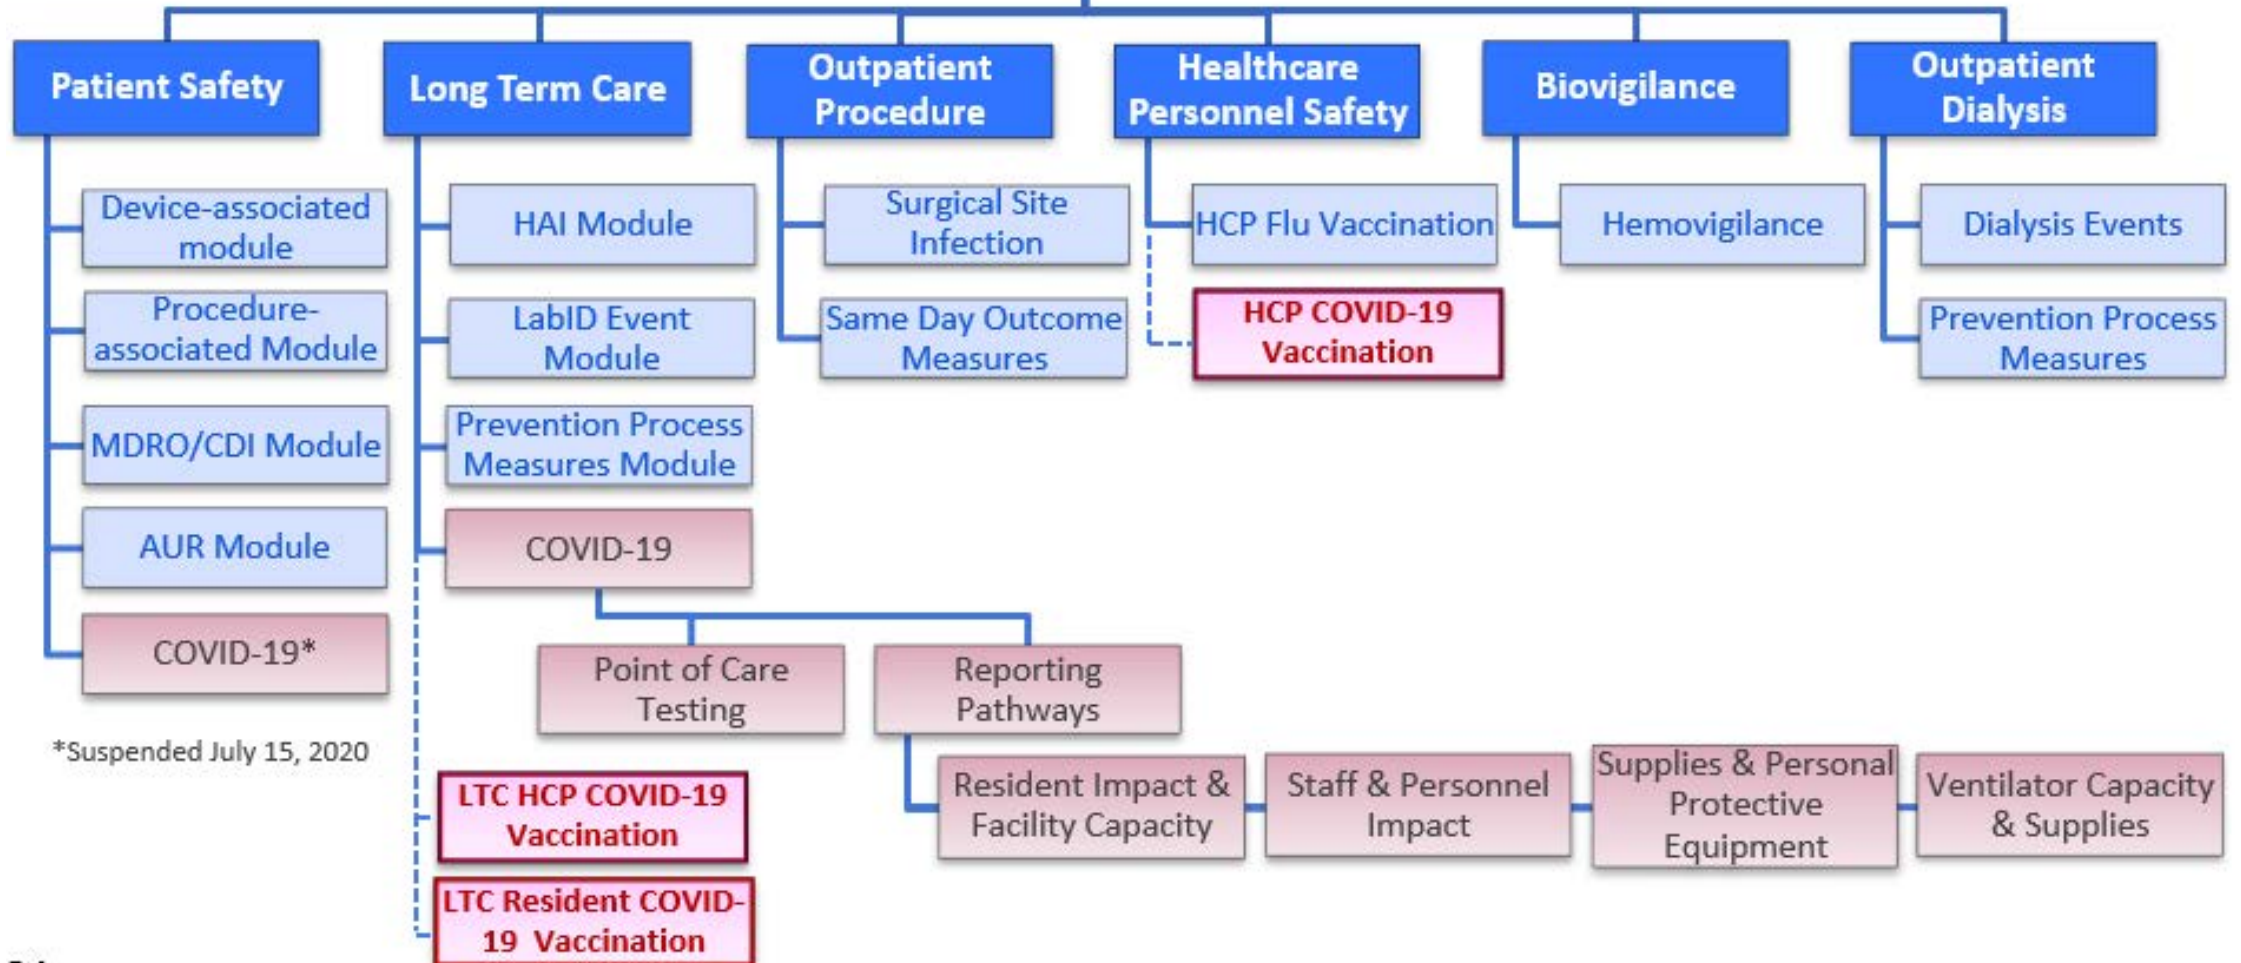 Patient Safety
Long Term Care
Outpatient
Procedure
Healthcare
Personnel Safety
Biovigilance
Outpatient
Dialysis
Device-associated
module
Procedure-
associated Module
MDRO/CDI Module
AUR Module
COVID-19*
*Suspended July 15, 2020
HAI Module
LabID Event
Module
Prevention Process
Measures Module
COVID-19
Point of Care
Testing
Reporting
Pathways
Resident Impact &
Facility Capacity
Staff & Personnel
Impact
Supplies & Personal
Protective
Equipment
Ventilator Capacity
& Supplies
LTC HCP COVID-19
Vaccination
LTC Resident COVID-
19 Vaccination
Surgical Site
Infection
Same Day Outcome
Measures
HCP Flu Vaccination
HCP COVID-19
Vaccination
Hemovigilance
Dialysis Events
Prevention Process
Measures